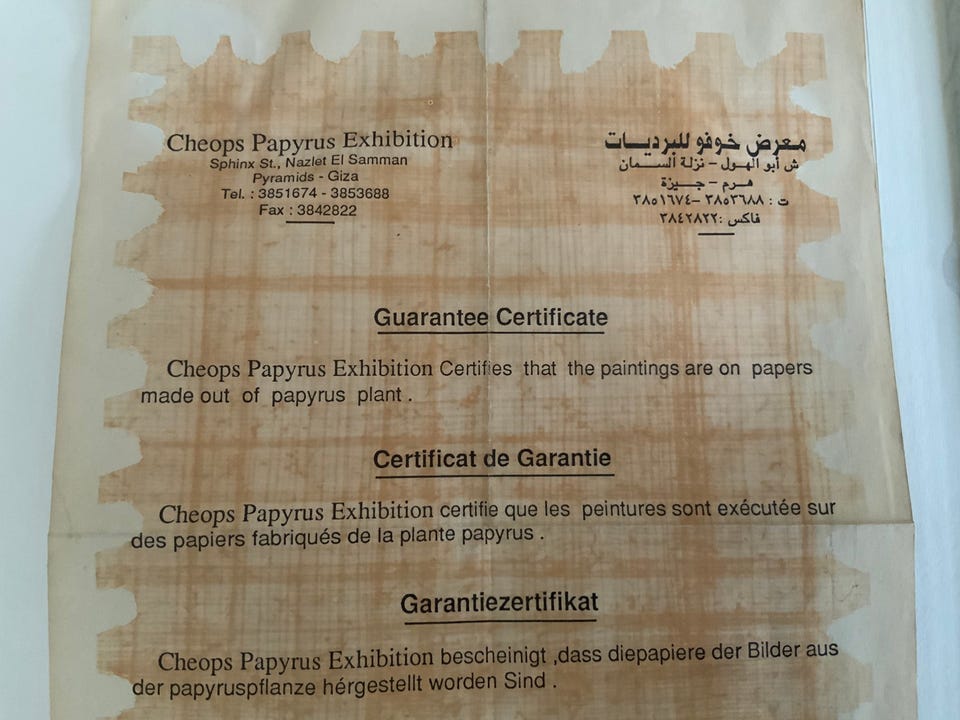 Cheops Papyrus Exhibition
Sphinx St., Nazlet El Samman
Pyramids - Giza
Tel. : 3851674 - 3853688
Fax : 3842822
معرض خوفو للبرديات
ش أبو الهول - نزلة السمان
هرم - جيزة
ت : ٣٨٥٣٦٨٨ - ٣٨٥١٦٧٤
فاكس : ٣٨٤٢٨٢٢
Guarantee Certificate
Cheops Papyrus Exhibition Certifies that the paintings are on papers
made out of papyrus plant .
Certificat de Garantie
Cheops Papyrus Exhibition certifie que les peintures sont exécutée sur
des papiers fabriqués de la plante papyrus .
Garantiezertifikat
Cheops Papyrus Exhibition bescheinigt ,dass diepapiere der Bilder aus
der papyruspflanze hérgestellt worden Sind .